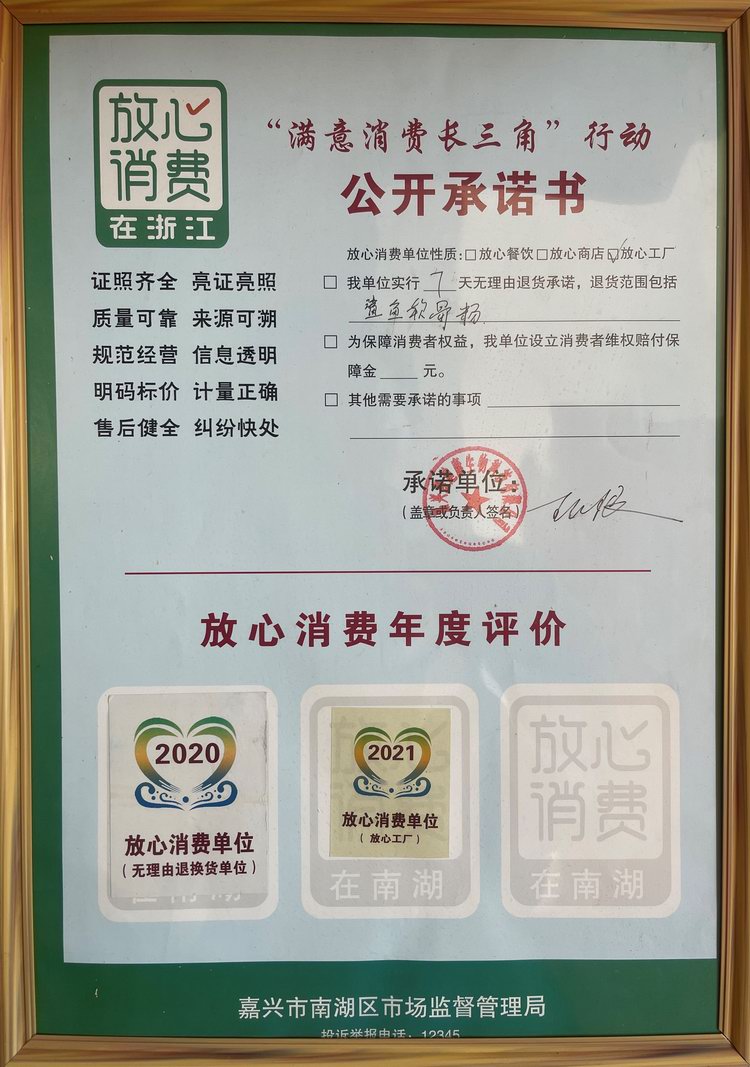 放心
消费
在浙江
“满意消费长三角”行动
公开承诺书
证照齐全 亮证亮照
质量可靠 来源可溯
规范经营 信息透明
明码标价 计量正确
售后健全 纠纷快处
放心消费单位性质:□放心餐饮□放心商店☑放心工厂
□ 我单位实行 7 天无理由退货承诺，退货范围包括
鲨鱼软骨粉
□ 为保障消费者权益，我单位设立消费者维权赔付保
障金____元。
□ 其他需要承诺的事项
承诺单位:
(盖章或负责人签名)
放心消费年度评价
2020
放心消费单位
(无理由退换货单位)
2021
放心消费单位
(放心工厂)
在南湖
放心
消费
在南湖
嘉兴市南湖区市场监督管理局
投诉举报电话：12345